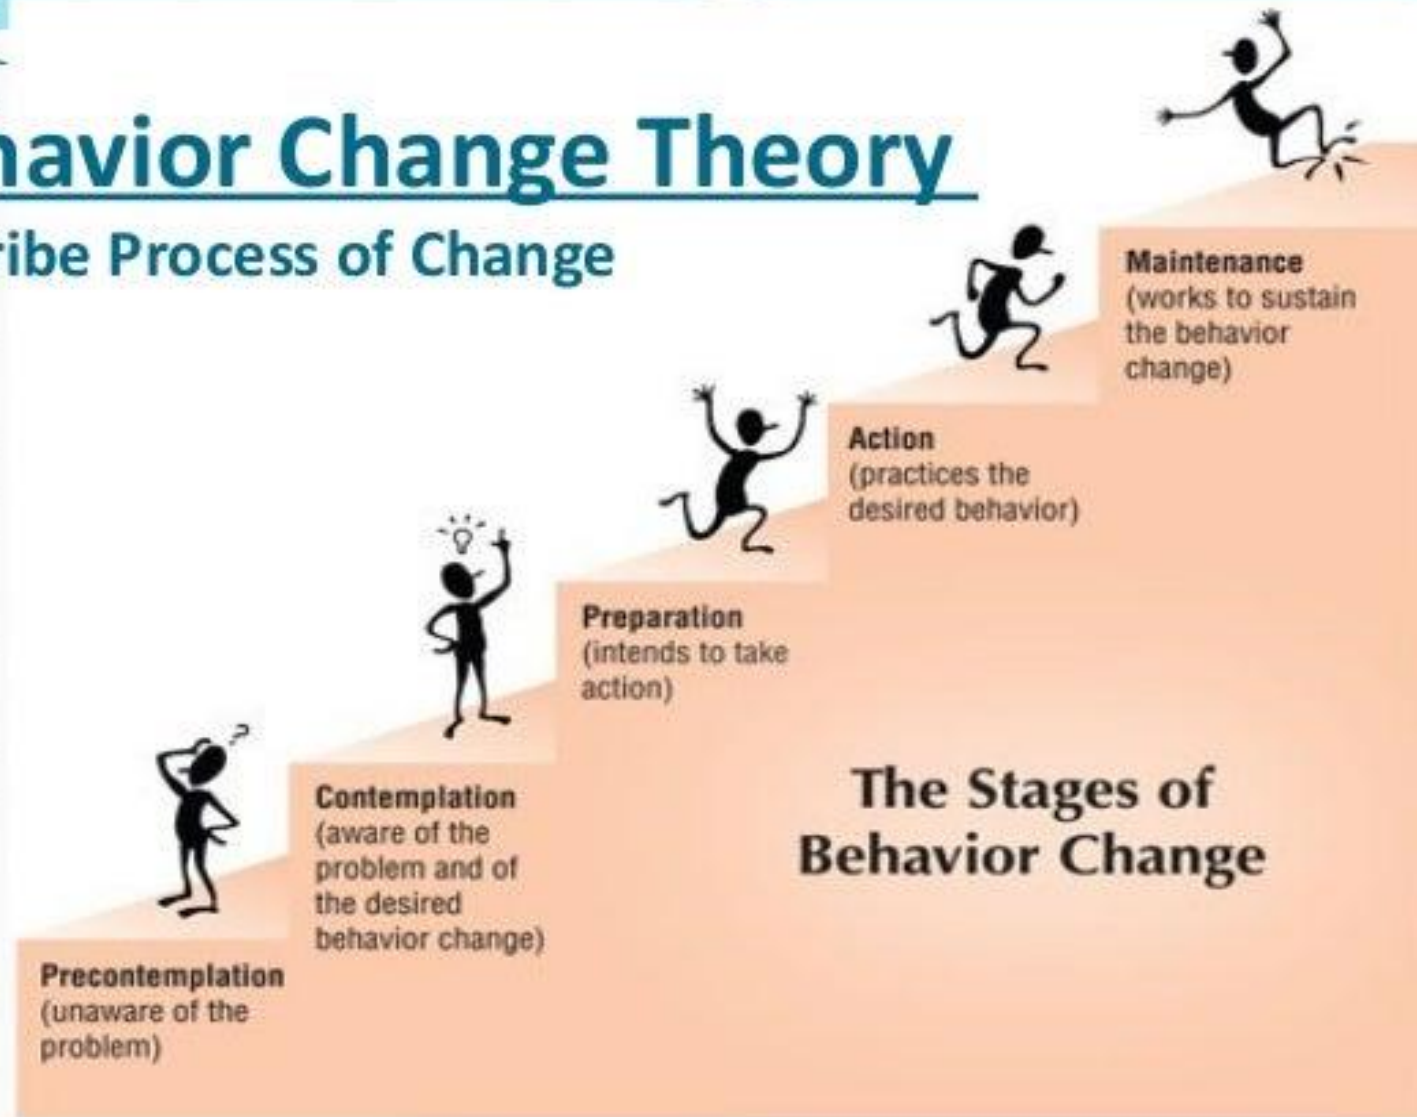 havior Change Theory
ribe Process of Change
Maintenance
(works to sustain
the behavior
change)
Action
(practices the
desired behavior)
Preparation
(intends to take
action)
?
Contemplation
(aware of the
problem and of
the desired
behavior change)
The Stages of
Behavior Change
Precontemplation
(unaware of the
problem)